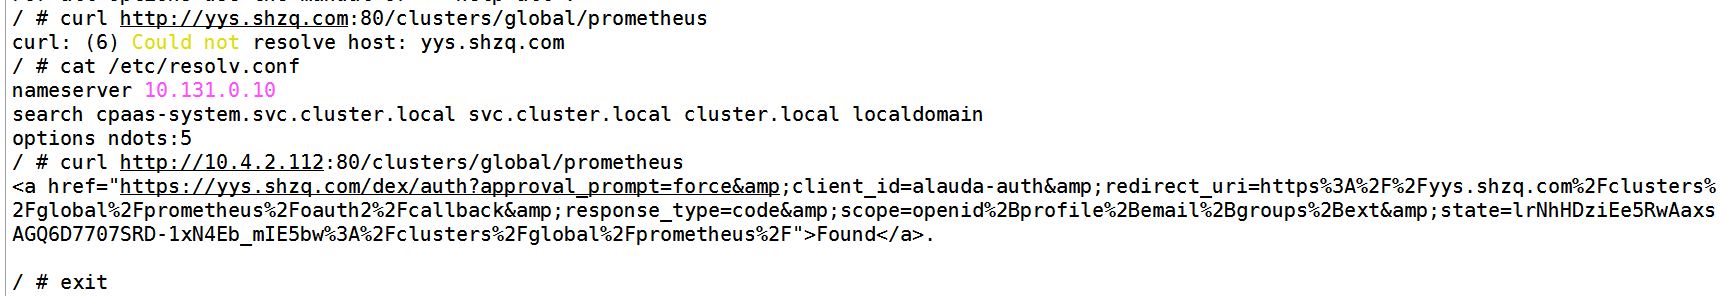 / # curl http://yys.shzq.com:80/clusters/global/prometheus
curl: (6) Could not resolve host: yys.shzq.com
/ # cat /etc/resolv.conf
nameserver 10.131.0.10
search cpaas-system.svc.cluster.local svc.cluster.local cluster.local localdomain
options ndots:5
/ # curl http://10.4.2.112:80/clusters/global/prometheus
<a href="https://yys.shzq.com/dex/auth?approval_prompt=force&amp;client_id=alauda-auth&amp;redirect_uri=https%3A%2F%2Fyys.shzq.com%2Fclusters%
2Fglobal%2Fprometheus%2Foauth2%2Fcallback&amp;response_type=code&amp;scope=openid%2Bprofile%2Bemail%2Bgroups%2Bext&amp;state=lrNhHDziEe5RwAaxs
AGQ6D7707SRD-1xN4Eb_mIE5bw%3A%2Fclusters%2Fglobal%2Fprometheus%2F">Found</a>.
/ # exit